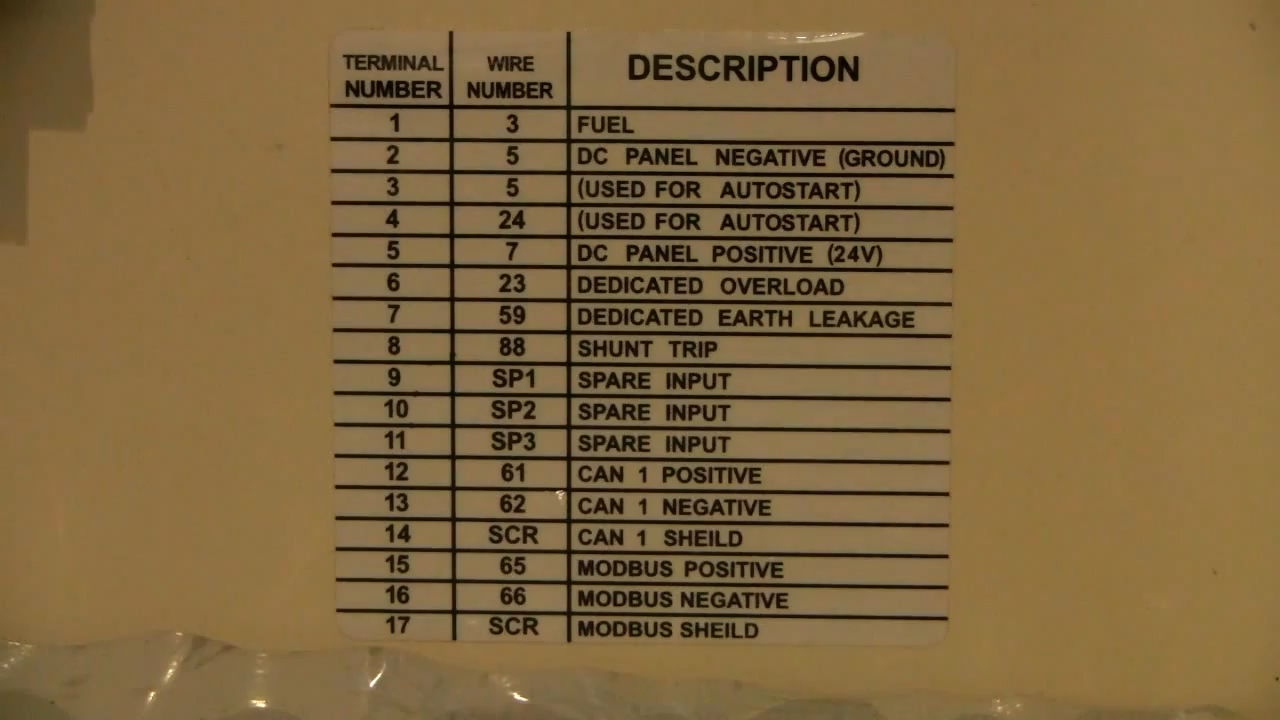 TERMINAL NUMBER WIRE NUMBER DESCRIPTION
1 3 FUEL
2 5 DC PANEL NEGATIVE (GROUND)
3 5 (USED FOR AUTOSTART)
4 24 (USED FOR AUTOSTART)
5 7 DC PANEL POSITIVE (24V)
6 23 DEDICATED OVERLOAD
7 59 DEDICATED EARTH LEAKAGE
8 88 SHUNT TRIP
9 SP1 SPARE INPUT
10 SP2 SPARE INPUT
11 SP3 SPARE INPUT
12 61 CAN 1 POSITIVE
13 62 CAN 1 NEGATIVE
14 SCR CAN 1 SHEILD
15 65 MODBUS POSITIVE
16 66 MODBUS NEGATIVE
17 SCR MODBUS SHEILD